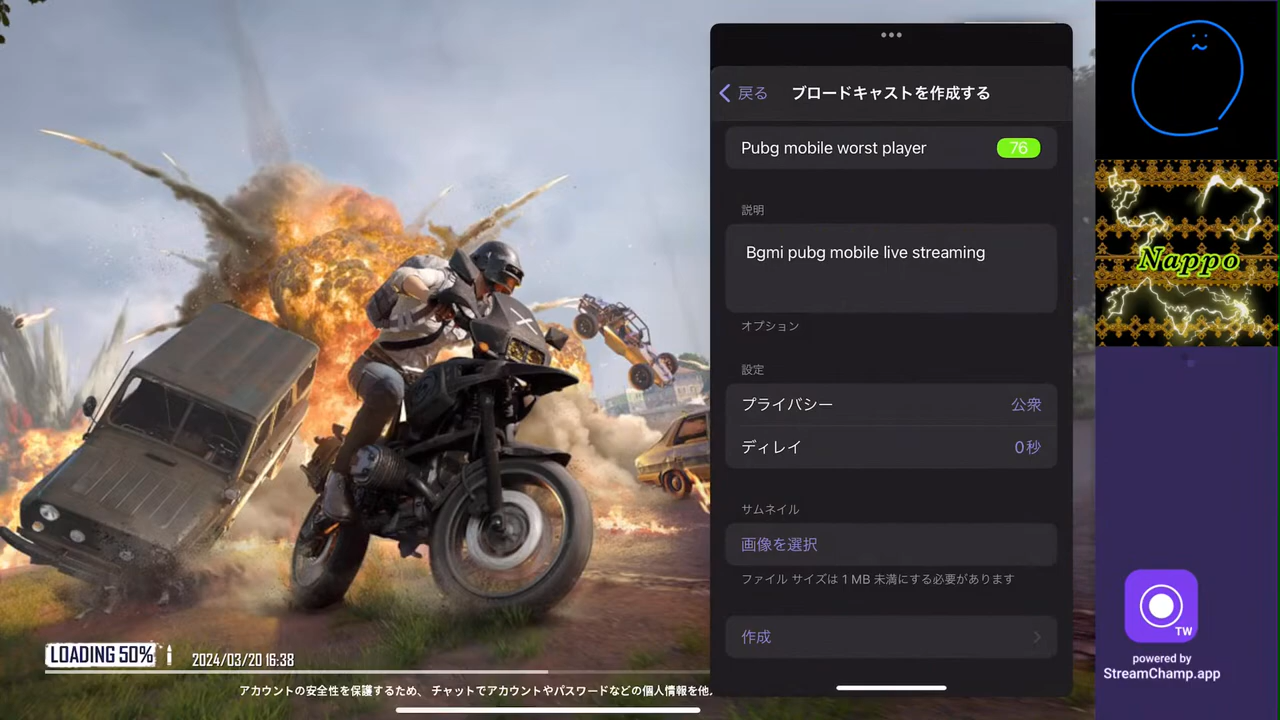 戻る
ブロードキャストを作成する
Pubg mobile worst player
76
説明
Bgmi pubg mobile live streaming
オプション
設定
プライバシー
公衆
ディレイ
0秒
サムネイル
画像を選択
ファイル サイズは 1 MB 未満にする必要があります
作成
LOADING 50%
2024/03/20 16:38
アカウントの安全性を保護するため、 チャットでアカウントやパスワードなどの個人情報を他
Nappo
TW
powered by
StreamChamp.app